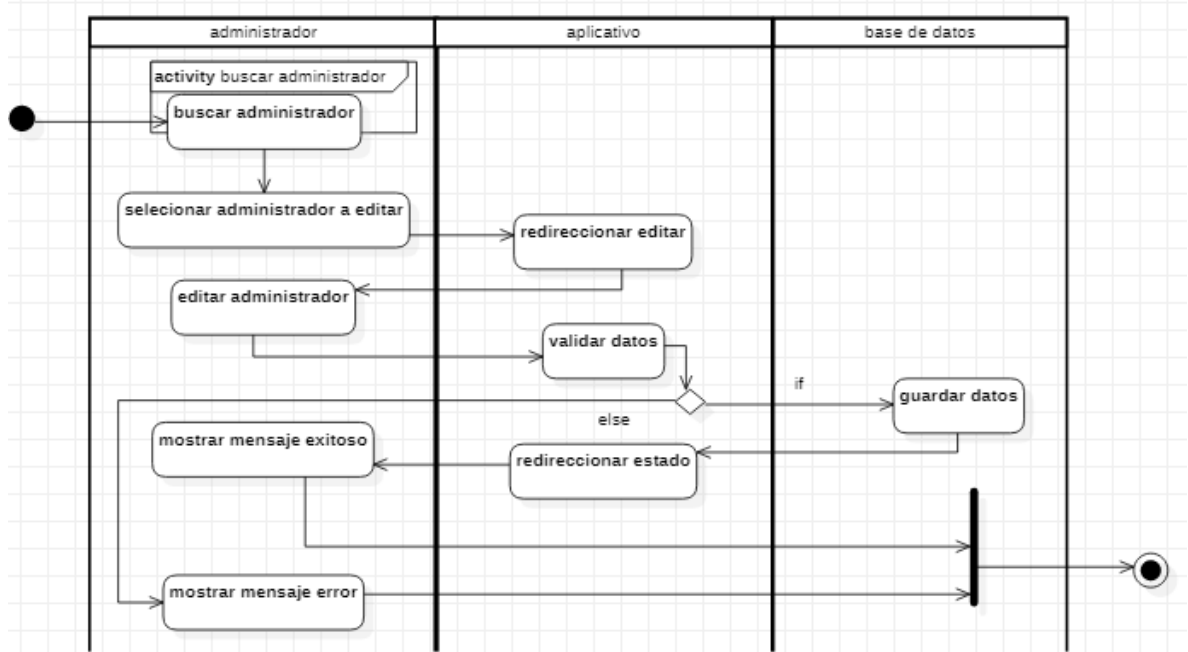 administrador
aplicativo
base de datos
activity buscar administrador
buscar administrador
selecionar administrador a editar
redireccionar editar
editar administrador
validar datos
if
guardar datos
else
mostrar mensaje exitoso
redireccionar estado
mostrar mensaje error